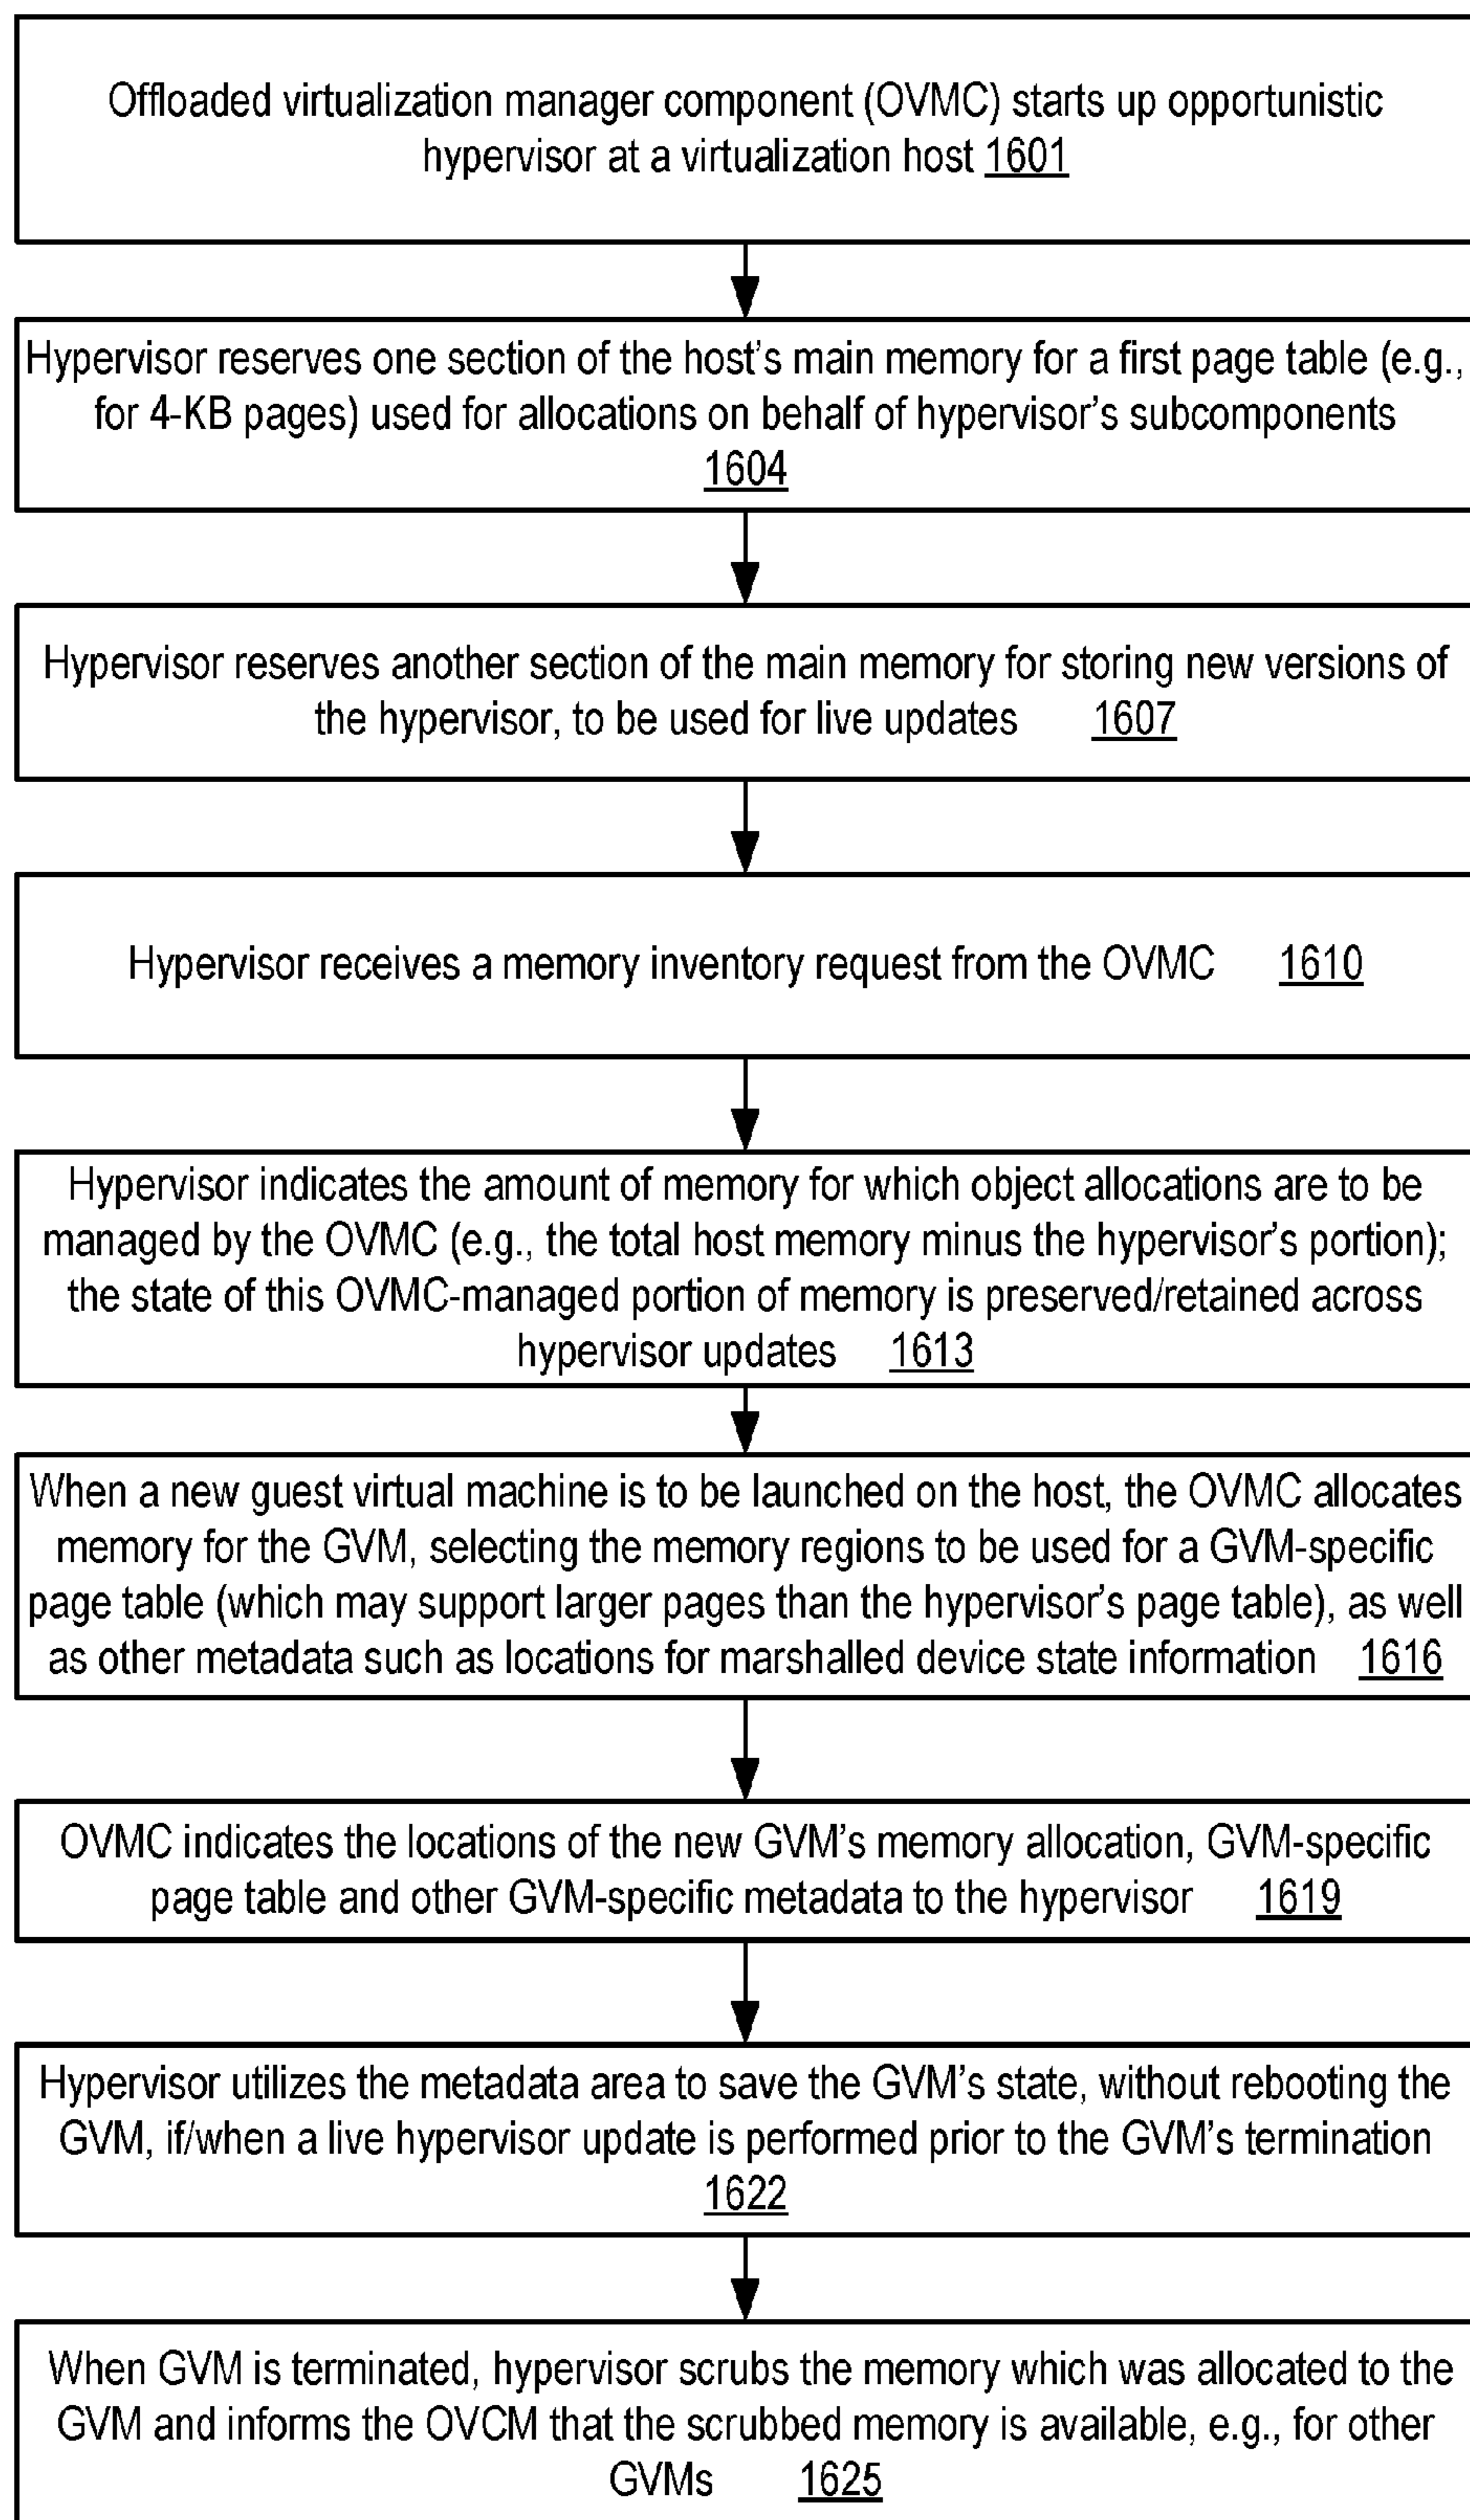 Offloaded virtualization manager component (OVMC) starts up opportunistic
hypervisor at a virtualization host 1601
Hypervisor reserves one section of the host's main memory for a first page table (e.g.,
for 4-KB pages) used for allocations on behalf of hypervisor's subcomponents
1604
Hypervisor reserves another section of the main memory for storing new versions of
the hypervisor, to be used for live updates 1607
Hypervisor receives a memory inventory request from the OVMC 1610
Hypervisor indicates the amount of memory for which object allocations are to be
managed by the OVMC (e.g., the total host memory minus the hypervisor's portion);
the state of this OVMC-managed portion of memory is preserved/retained across
hypervisor updates 1613
When a new guest virtual machine is to be launched on the host, the OVMC allocates
memory for the GVM, selecting the memory regions to be used for a GVM-specific
page table (which may support larger pages than the hypervisor's page table), as well
as other metadata such as locations for marshalled device state information 1616
OVMC indicates the locations of the new GVM's memory allocation, GVM-specific
page table and other GVM-specific metadata to the hypervisor 1619
Hypervisor utilizes the metadata area to save the GVM's state, without rebooting the
GVM, if/when a live hypervisor update is performed prior to the GVM's termination
1622
When GVM is terminated, hypervisor scrubs the memory which was allocated to the
GVM and informs the OVCM that the scrubbed memory is available, e.g., for other
GVMs 1625